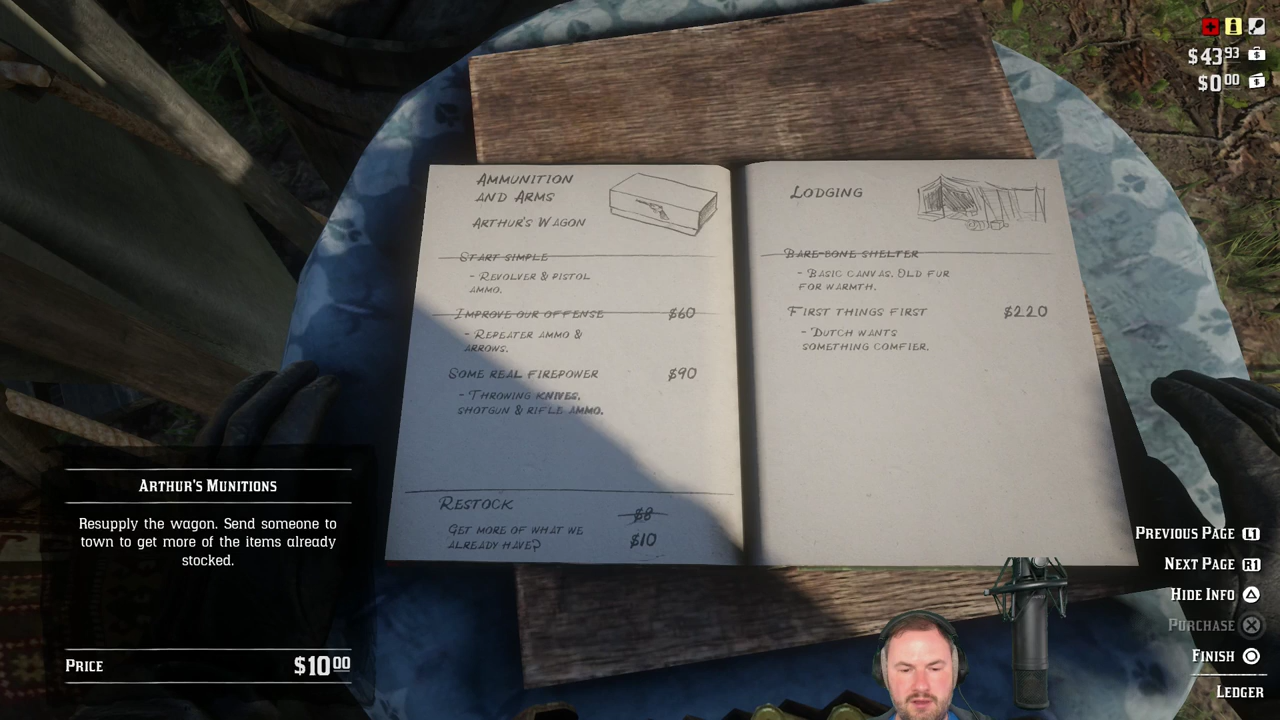 $43 93
$0 00
Ammunition
and Arms
Arthur's Wagon
Start simple
- Revolver & pistol
ammo.
Improve our offense $60
- Repeater ammo &
arrows.
Some real firepower $90
- Throwing knives,
shotgun & rifle ammo.
Restock $8
Get more of what we
already have? $10
Lodging
Bare-bone shelter
- Basic canvas. Old fur
for warmth.
First things first $220
- Dutch wants
something comfier.
Arthur's Munitions
Resupply the wagon. Send someone to
town to get more of the items already
stocked.
Price $10 00
Previous Page L1
Next Page R1
Hide Info
Purchase
Finish
Ledger